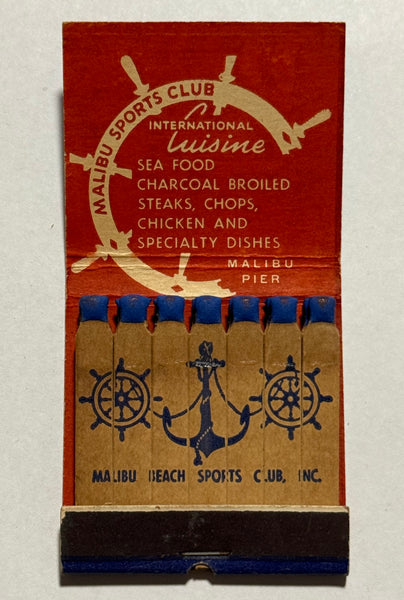 MALIBU SPORTS CLUB
INTERNATIONAL
Cuisine
SEA FOOD
CHARCOAL BROILED
STEAKS, CHOPS,
CHICKEN AND
SPECIALTY DISHES
MALIBU
PIER
MALIBU BEACH SPORTS CLUB, INC.